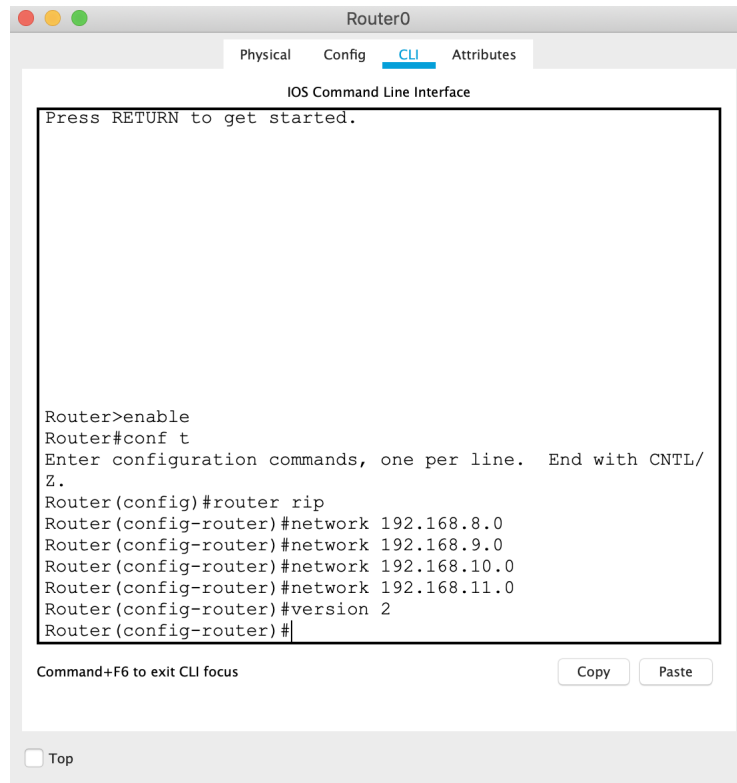 Router0
Physical Config CLI Attributes
IOS Command Line Interface
Press RETURN to get started.
Router>enable
Router#conf t
Enter configuration commands, one per line.  End with CNTL/
Z.
Router(config)#router rip
Router(config-router)#network 192.168.8.0
Router(config-router)#network 192.168.9.0
Router(config-router)#network 192.168.10.0
Router(config-router)#network 192.168.11.0
Router(config-router)#version 2
Router(config-router)#
Command+F6 to exit CLI focus Copy Paste
Top